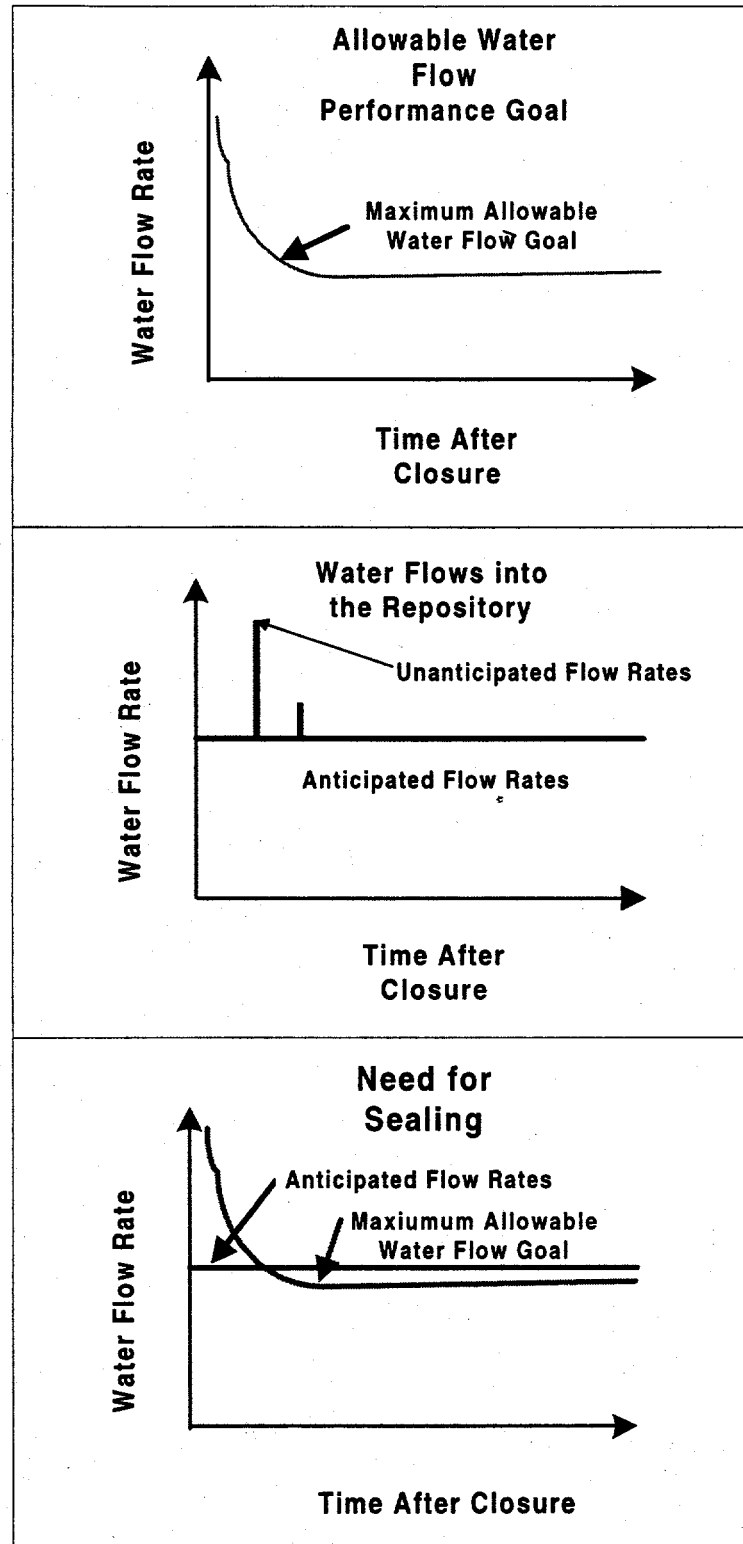 Allowable Water
Flow
Performance Goal
Water Flow Rate
Maximum Allowable
Water Flow Goal
Time After
Closure
Water Flows into
the Repository
Water Flow Rate
Unanticipated Flow Rates
Anticipated Flow Rates
Time After
Closure
Need for
Sealing
Water Flow Rate
Anticipated Flow Rates
Maxiumum Allowable
Water Flow Goal
Time After Closure